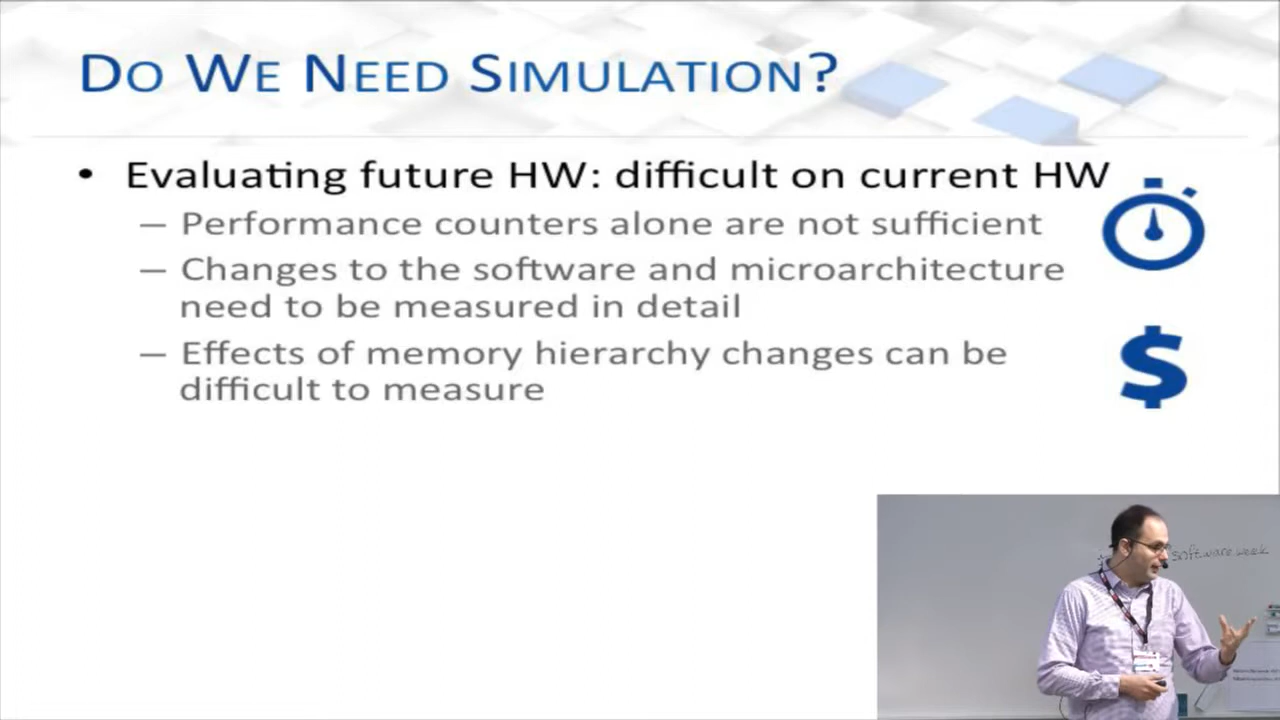 DO WE NEED SIMULATION?
• Evaluating future HW: difficult on current HW
— Performance counters alone are not sufficient
— Changes to the software and microarchitecture
need to be measured in detail
— Effects of memory hierarchy changes can be
difficult to measure
$
software week